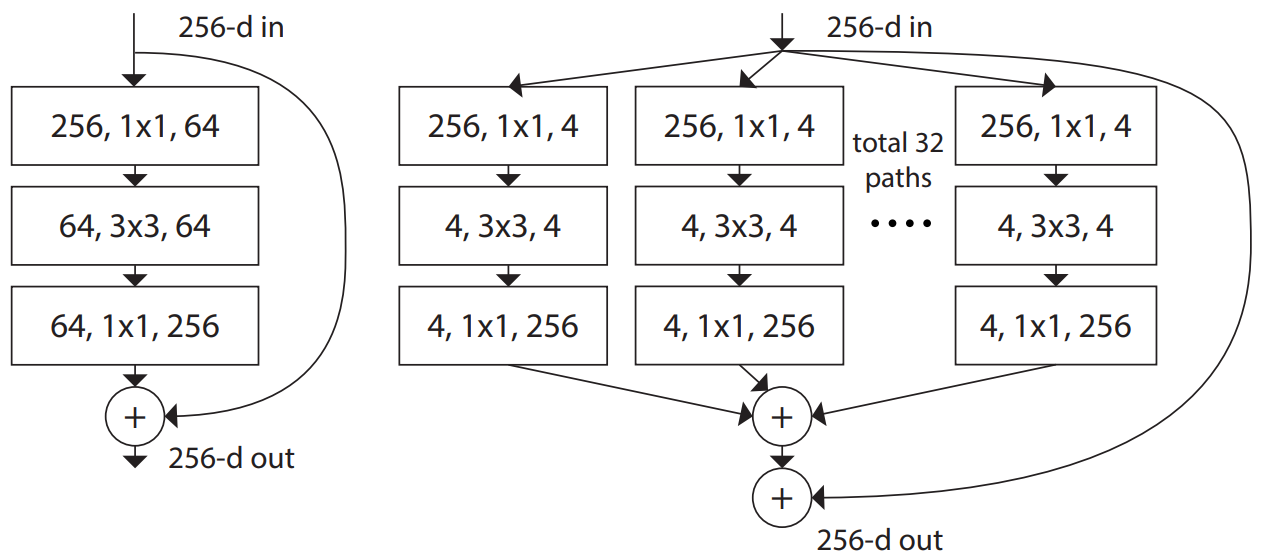 256-d in
256, 1x1, 64
64, 3x3, 64
64, 1x1, 256
+
256-d out
256-d in
256, 1x1, 4
256, 1x1, 4
total 32
paths
256, 1x1, 4
4, 3x3, 4
4, 3x3, 4
....
4, 3x3, 4
4, 1x1, 256
4, 1x1, 256
4, 1x1, 256
+
+
256-d out